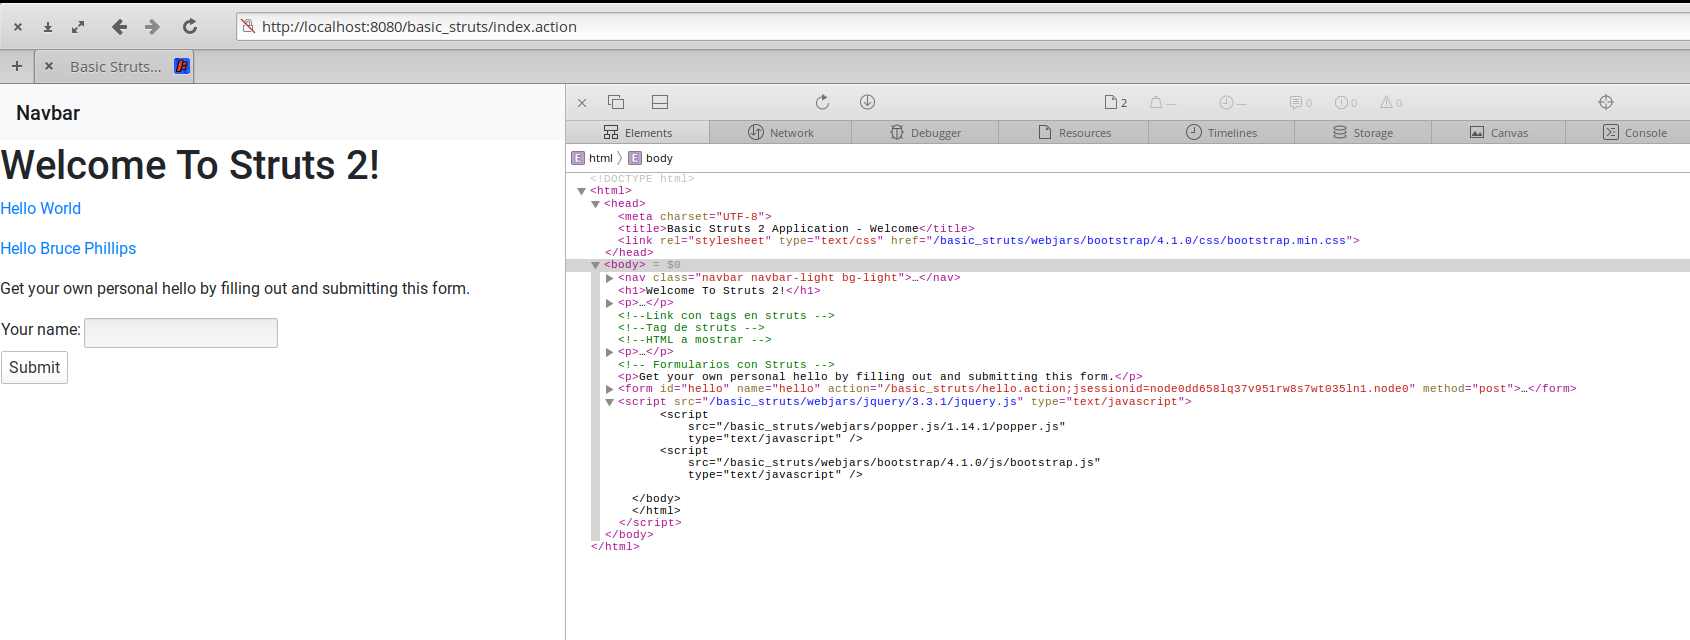 http://localhost:8080/basic_struts/index.action
Basic Struts...
Navbar
Welcome To Struts 2!
Hello World
Hello Bruce Phillips
Get your own personal hello by filling out and submitting this form.
Your name:
Submit
2 — — 0 0 0
Elements Network Debugger Resources Timelines Storage Canvas Console
E html E body
<!DOCTYPE html>
<html>
<head>
<meta charset="UTF-8">
<title>Basic Struts 2 Application - Welcome</title>
<link rel="stylesheet" type="text/css" href="/basic_struts/webjars/bootstrap/4.1.0/css/bootstrap.min.css">
</head>
<body> = $0
<nav class="navbar navbar-light bg-light">…</nav>
<h1>Welcome To Struts 2!</h1>
<p>…</p>
<!--Link con tags en struts -->
<!--Tag de struts -->
<!--HTML a mostrar -->
<p>…</p>
<!-- Formularios con Struts -->
<p>Get your own personal hello by filling out and submitting this form.</p>
<form id="hello" name="hello" action="/basic_struts/hello.action;jsessionid=node0dd658lq37v951rw8s7wt035ln1.node0" method="post">…</form>
<script src="/basic_struts/webjars/jquery/3.3.1/jquery.js" type="text/javascript">
<script
src="/basic_struts/webjars/popper.js/1.14.1/popper.js"
type="text/javascript" />
<script
src="/basic_struts/webjars/bootstrap/4.1.0/js/bootstrap.js"
type="text/javascript" />
</body>
</html>
</script>
</body>
</html>